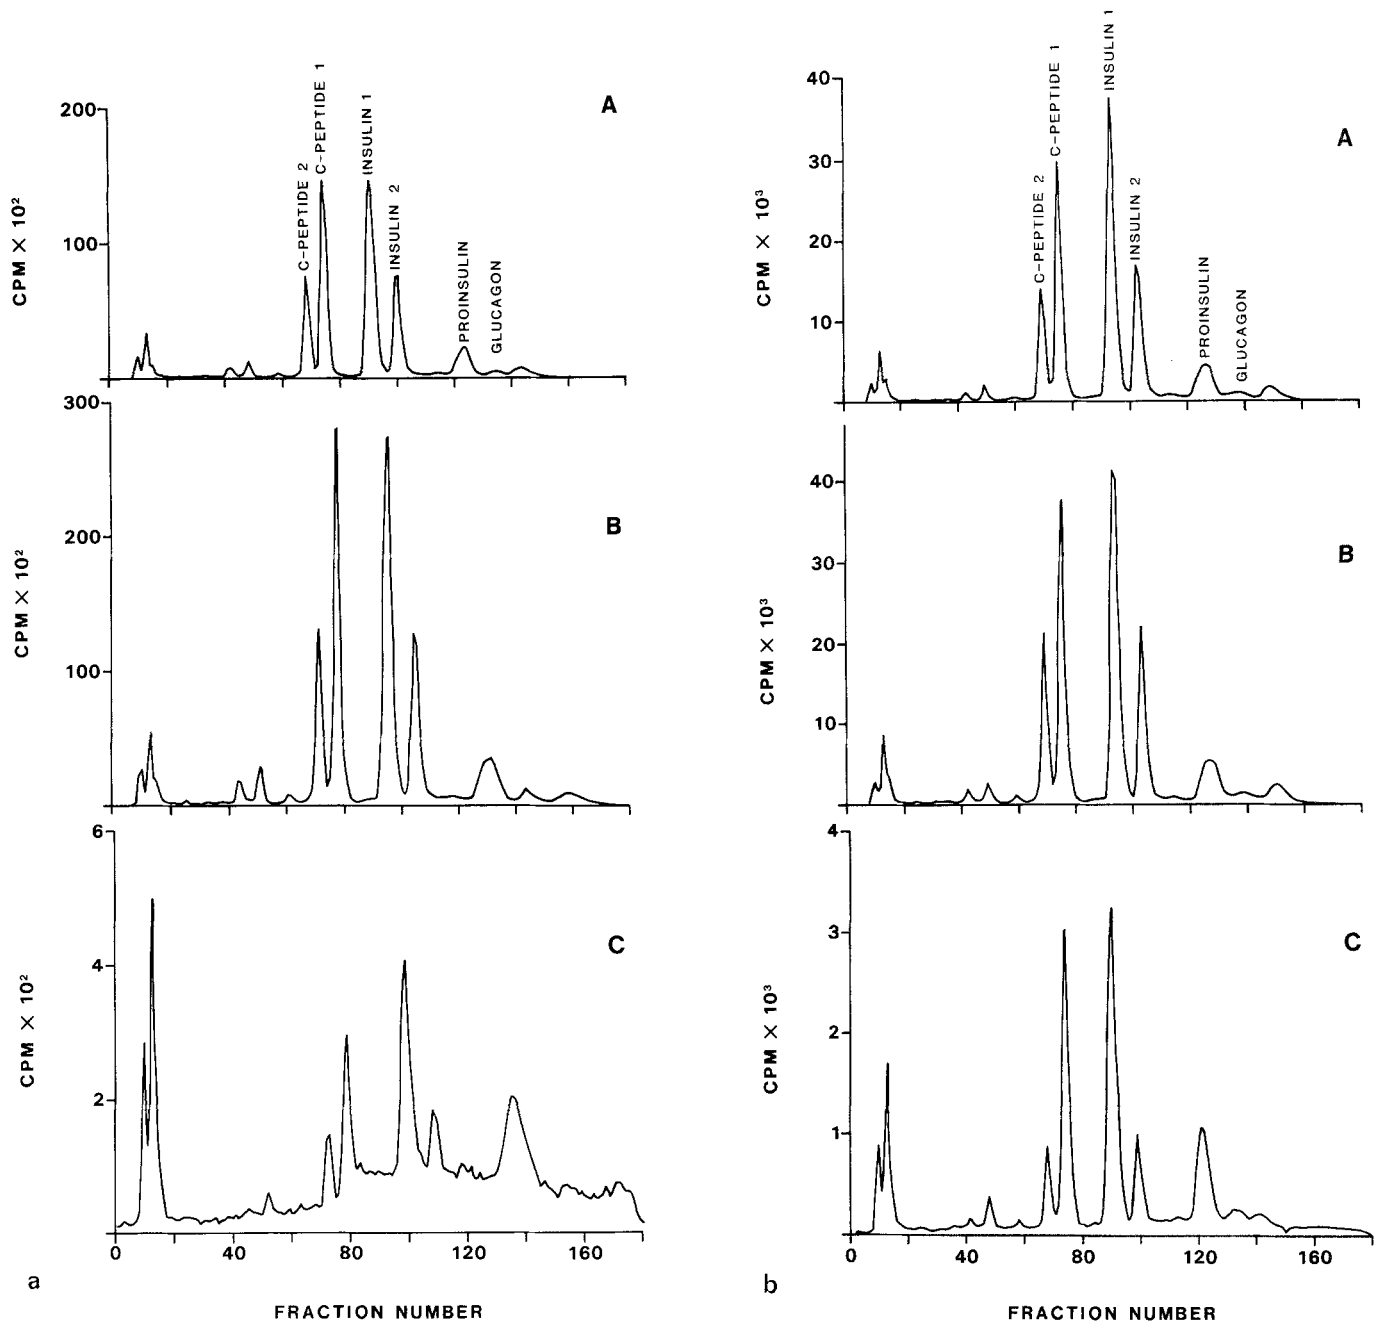 A
200
100
CPM × 10²
C-PEPTIDE 2
C-PEPTIDE 1
INSULIN 1
INSULIN 2
PROINSULIN
GLUCAGON
B
300
200
100
CPM × 10²
C
6
4
2
CPM × 10²
0 40 80 120 160
a
FRACTION NUMBER
A
40
30
20
10
CPM × 10³
C-PEPTIDE 2
C-PEPTIDE 1
INSULIN 1
INSULIN 2
PROINSULIN
GLUCAGON
B
40
30
20
10
CPM × 10³
C
4
3
2
1
CPM × 10³
0 40 80 120 160
b
FRACTION NUMBER